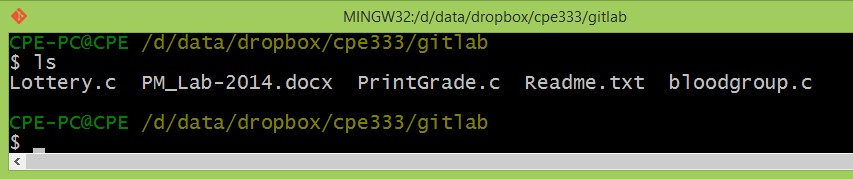 MINGW32:/d/data/dropbox/cpe333/gitlab
CPE-PC@CPE /d/data/dropbox/cpe333/gitlab
$ ls
Lottery.c  PM_Lab-2014.docx  PrintGrade.c  Readme.txt  bloodgroup.c
CPE-PC@CPE /d/data/dropbox/cpe333/gitlab
$